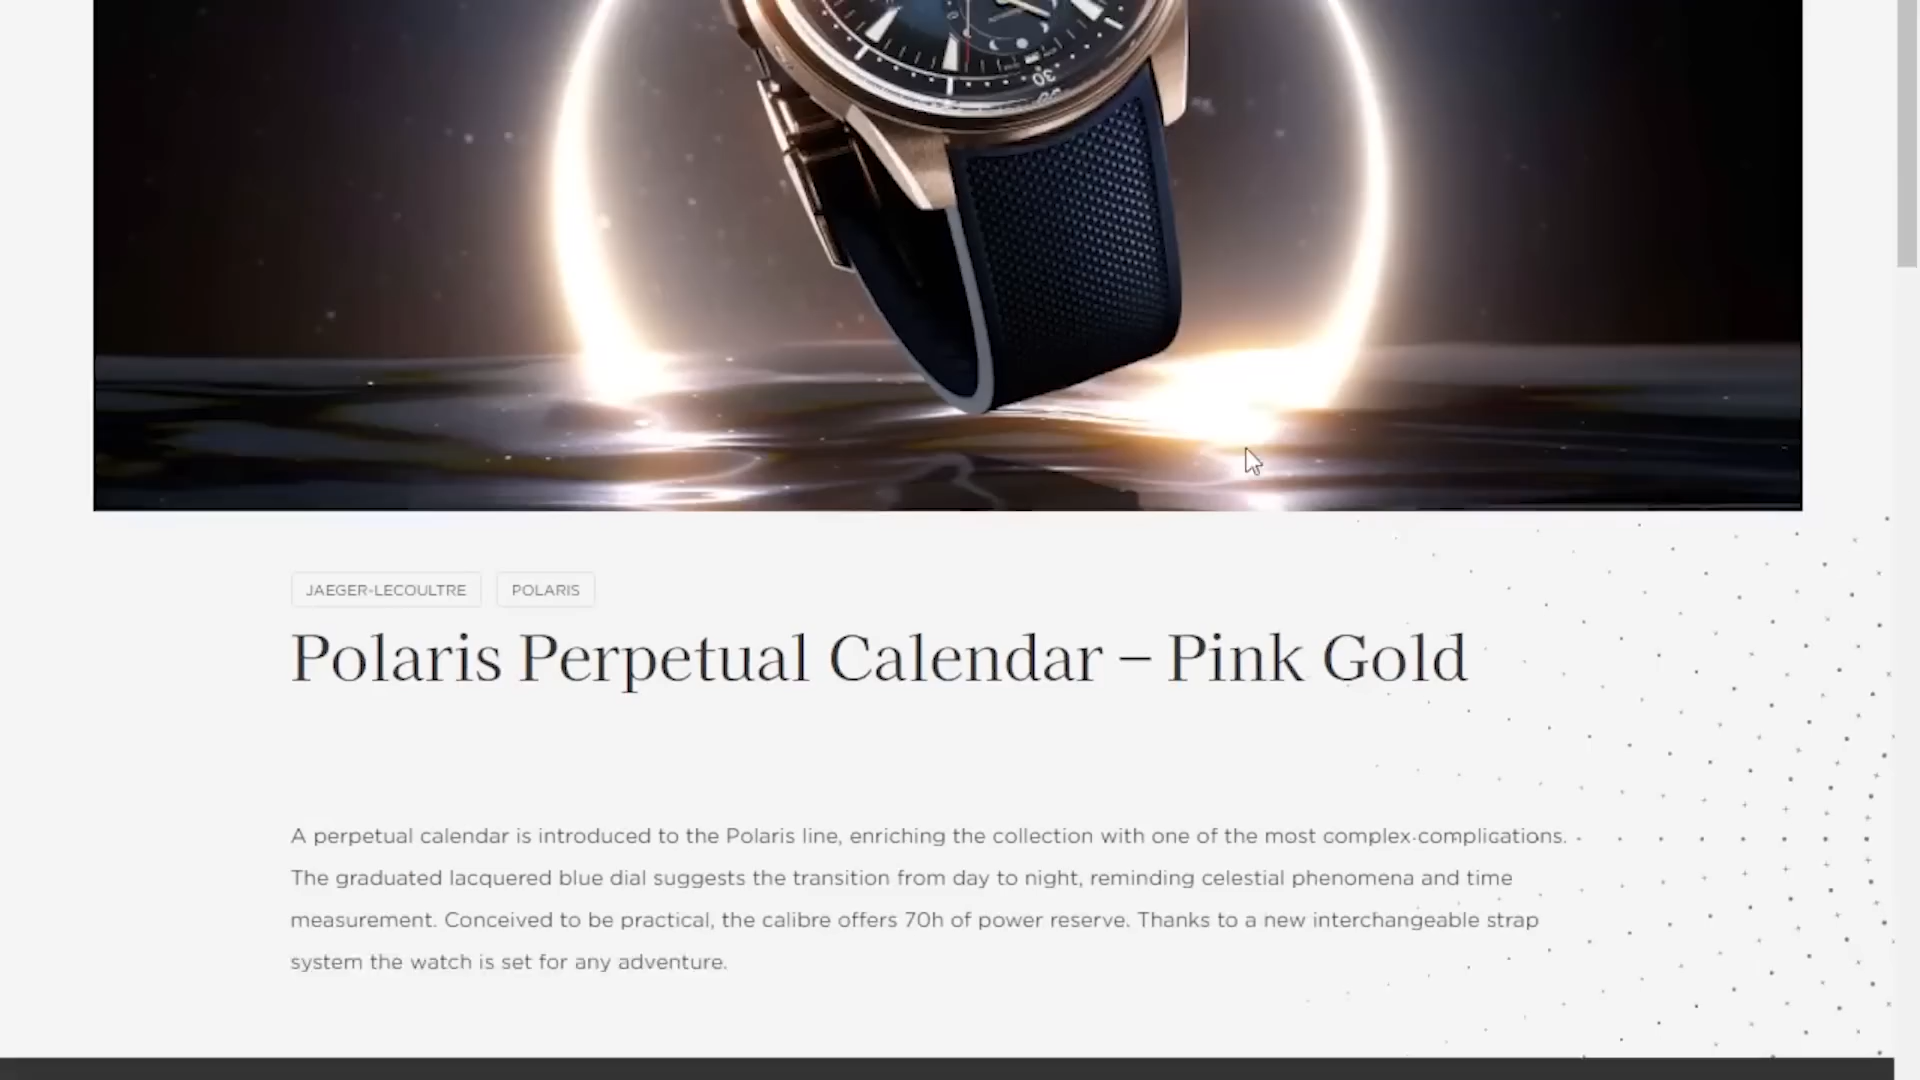 30
JAEGER-LECOULTRE
POLARIS
Polaris Perpetual Calendar – Pink Gold
A perpetual calendar is introduced to the Polaris line, enriching the collection with one of the most complex complications.
The graduated lacquered blue dial suggests the transition from day to night, reminding celestial phenomena and time
measurement. Conceived to be practical, the calibre offers 70h of power reserve. Thanks to a new interchangeable strap
system the watch is set for any adventure.